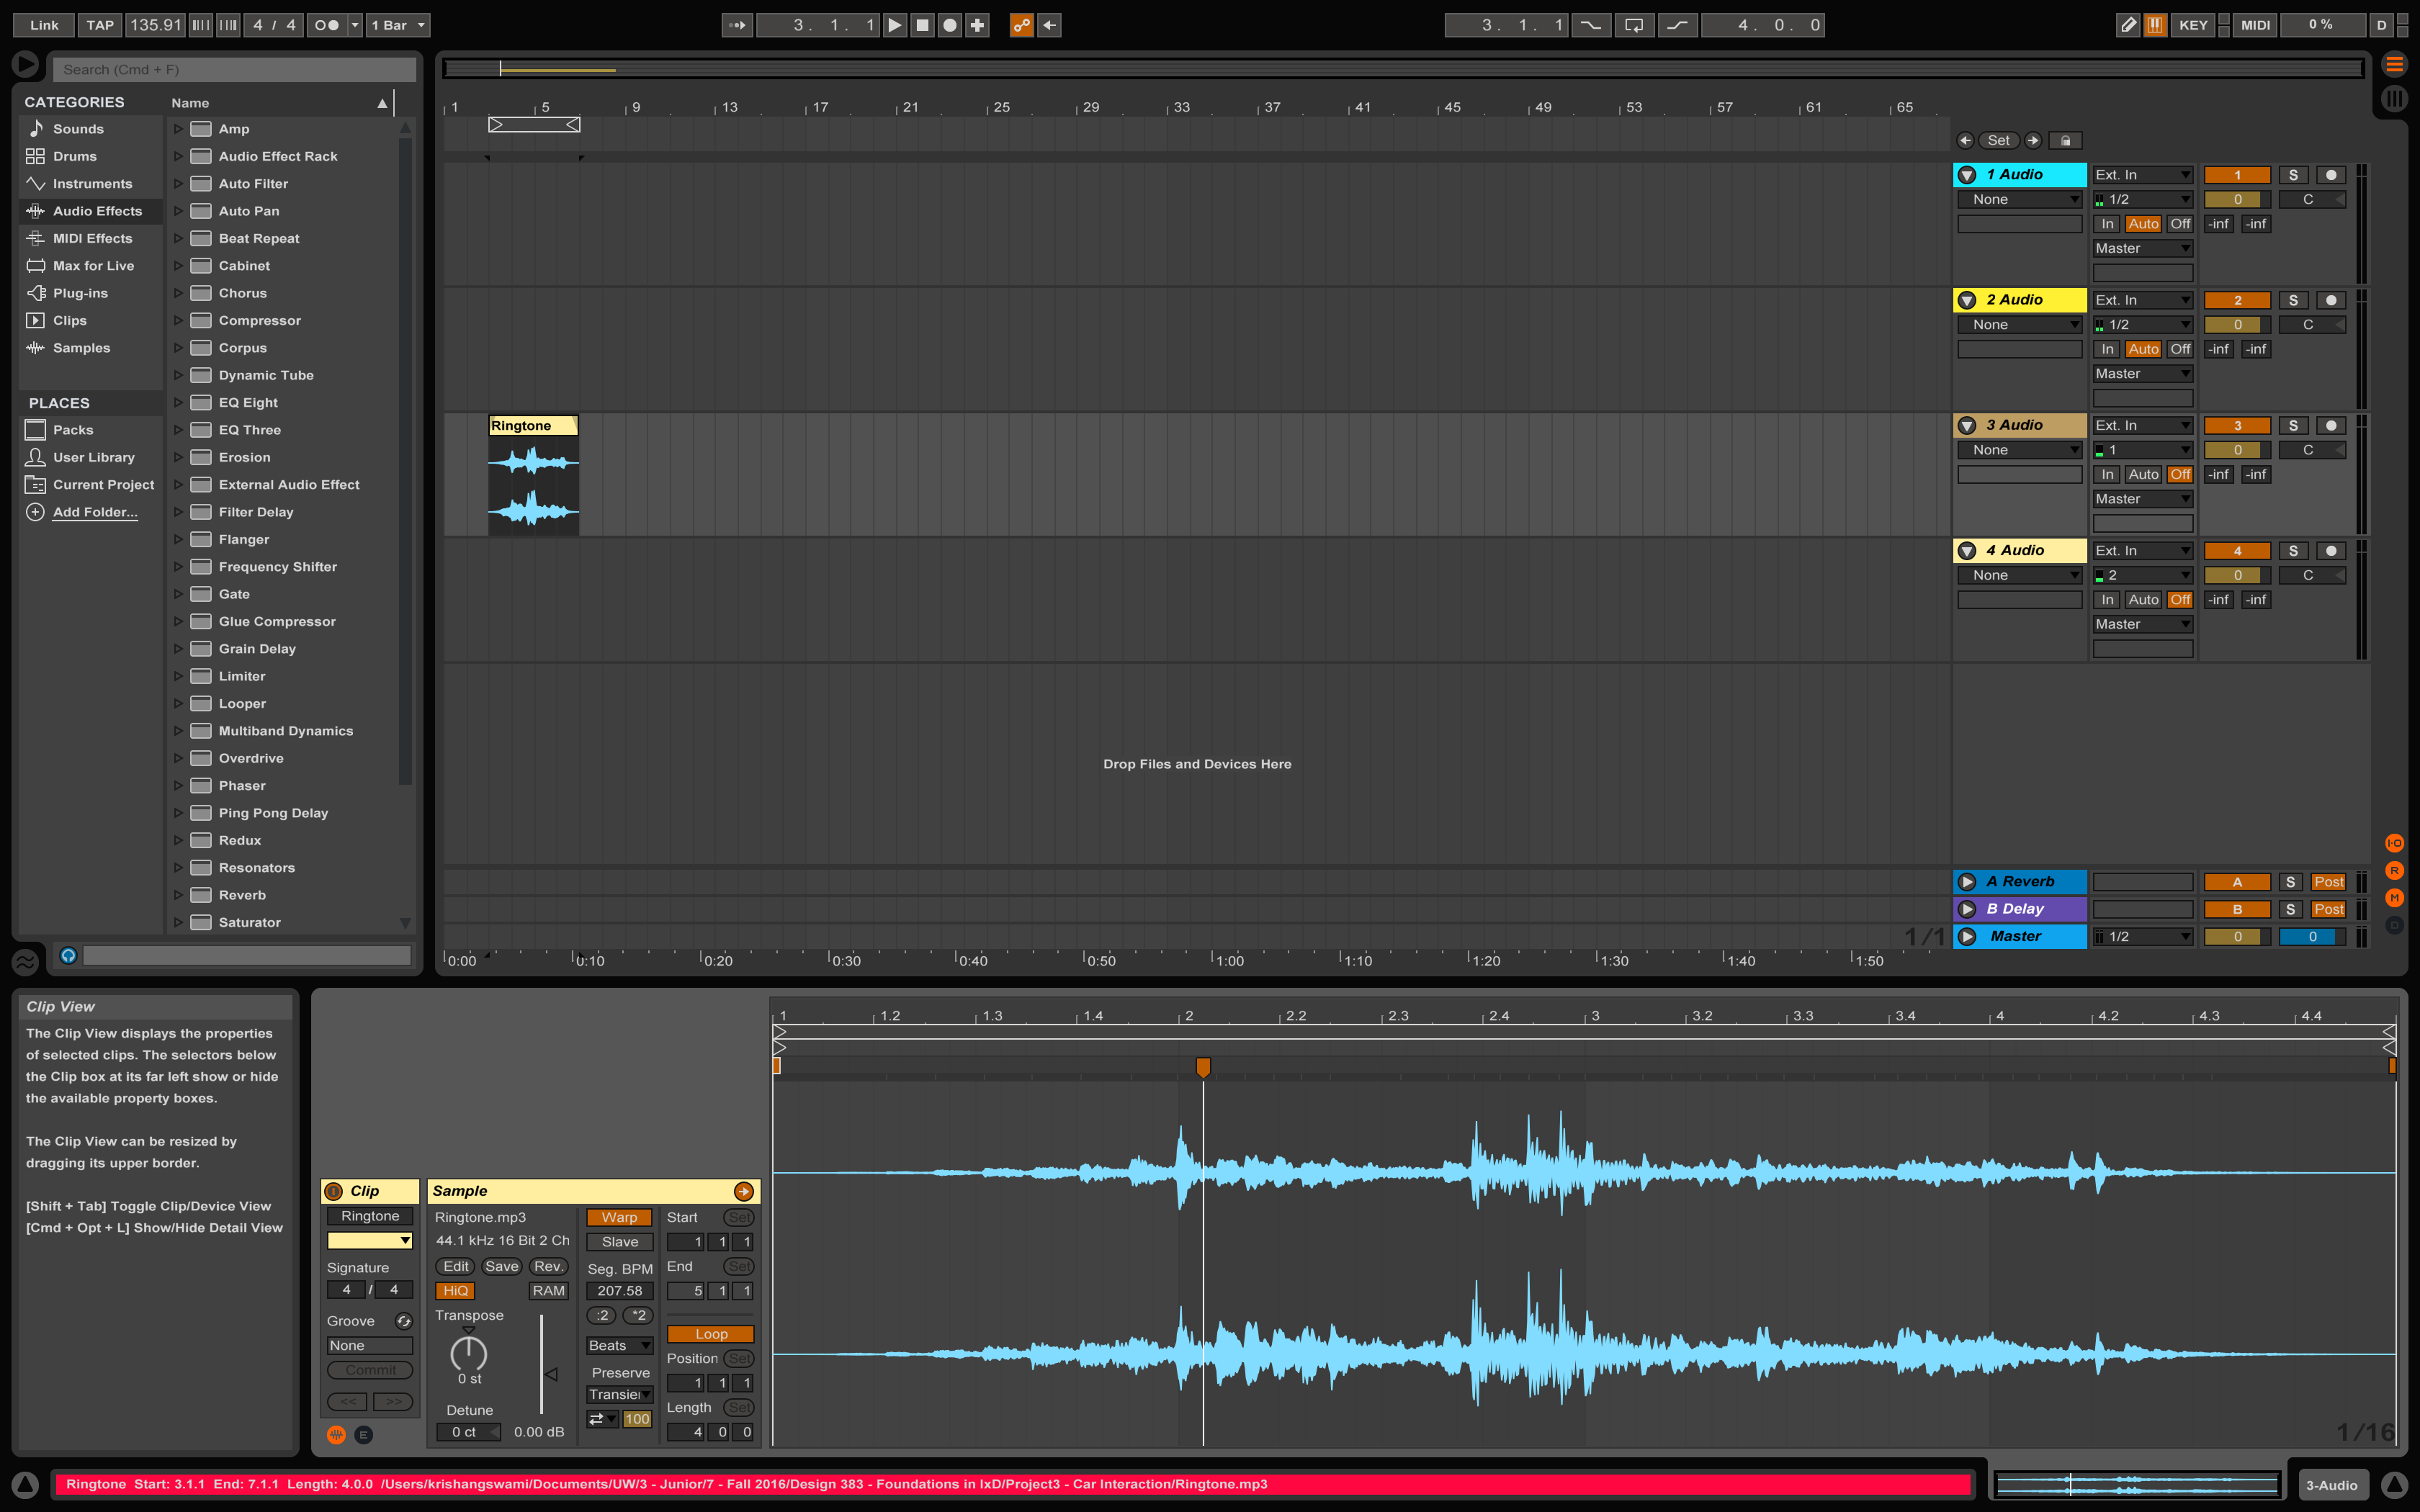 Link TAP 135.91 4 / 4 1 Bar 3. 1. 1 3. 1. 1 4. 0. 0 KEY MIDI 0 % D
Search (Cmd + F)
CATEGORIES
Sounds
Drums
Instruments
Audio Effects
MIDI Effects
Max for Live
Plug-ins
Clips
Samples
PLACES
Packs
User Library
Current Project
Add Folder...
Name
Amp
Audio Effect Rack
Auto Filter
Auto Pan
Beat Repeat
Cabinet
Chorus
Compressor
Corpus
Dynamic Tube
EQ Eight
EQ Three
Erosion
External Audio Effect
Filter Delay
Flanger
Frequency Shifter
Gate
Glue Compressor
Grain Delay
Limiter
Looper
Multiband Dynamics
Overdrive
Phaser
Ping Pong Delay
Redux
Resonators
Reverb
Saturator
1 5 9 13 17 21 25 29 33 37 41 45 49 53 57 61 65
Set
1 Audio Ext. In 1 S
None 1/2 0 C
In Auto Off -inf -inf
Master
2 Audio Ext. In 2 S
None 1/2 0 C
In Auto Off -inf -inf
Master
Ringtone
3 Audio Ext. In 3 S
None 1 0 C
In Auto Off -inf -inf
Master
4 Audio Ext. In 4 S
None 2 0 C
In Auto Off -inf -inf
Master
Drop Files and Devices Here
I·O
R
M
D
A Reverb A S Post
B Delay B S Post
1/1 Master 1/2 0 0
0:00 0:10 0:20 0:30 0:40 0:50 1:00 1:10 1:20 1:30 1:40 1:50
Clip View
The Clip View displays the properties
of selected clips. The selectors below
the Clip box at its far left show or hide
the available property boxes.
The Clip View can be resized by
dragging its upper border.
[Shift + Tab] Toggle Clip/Device View
[Cmd + Opt + L] Show/Hide Detail View
Clip
Ringtone
Signature
4 / 4
Groove
None
Commit
<< >>
E
Sample
Ringtone.mp3
44.1 kHz 16 Bit 2 Ch
Edit Save Rev.
HiQ RAM
Transpose
0 st
Detune
0 ct 0.00 dB
Warp
Slave
Seg. BPM
207.58
:2 *2
Beats
Preserve
Transie
100
Start Set
1 1 1
End Set
5 1 1
Loop
Position Set
1 1 1
Length Set
4 0 0
1 1.2 1.3 1.4 2 2.2 2.3 2.4 3 3.2 3.3 3.4 4 4.2 4.3 4.4
1/16
Ringtone Start: 3.1.1 End: 7.1.1 Length: 4.0.0 /Users/krishangswami/Documents/UW/3 - Junior/7 - Fall 2016/Design 383 - Foundations in IxD/Project3 - Car Interaction/Ringtone.mp3
3-Audio